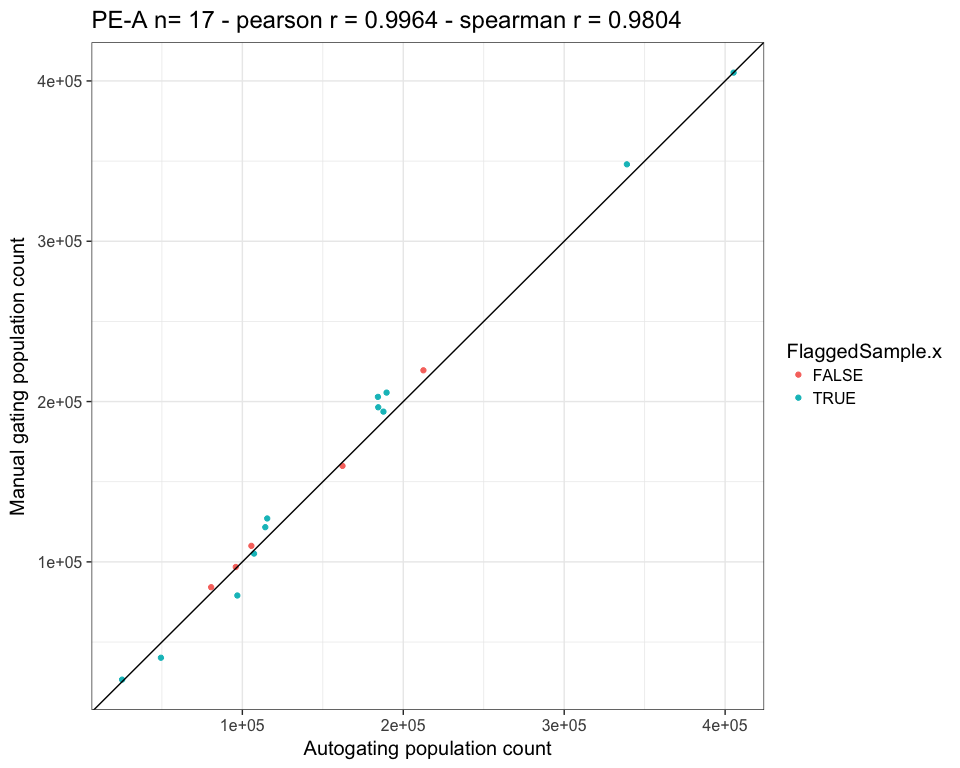 PE-A n= 17 - pearson r = 0.9964 - spearman r = 0.9804
4e+05
3e+05
2e+05
1e+05
Manual gating population count
1e+05 2e+05 3e+05 4e+05
Autogating population count
FlaggedSample.x
FALSE
TRUE